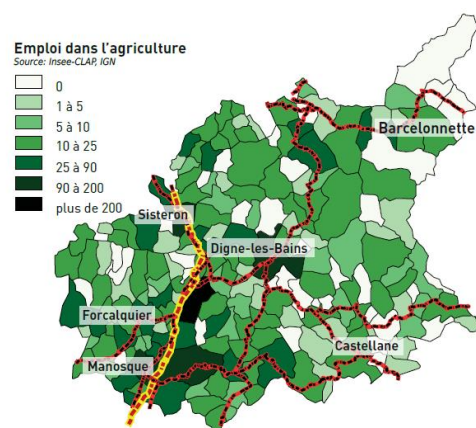 Emploi dans l'agriculture
Source: Insee-CLAP, IGN
0
1 à 5
5 à 10
10 à 25
25 à 90
90 à 200
plus de 200
Barcelonnette
Sisteron
Digne-les-Bains
Forcalquier
Castellane
Manosque